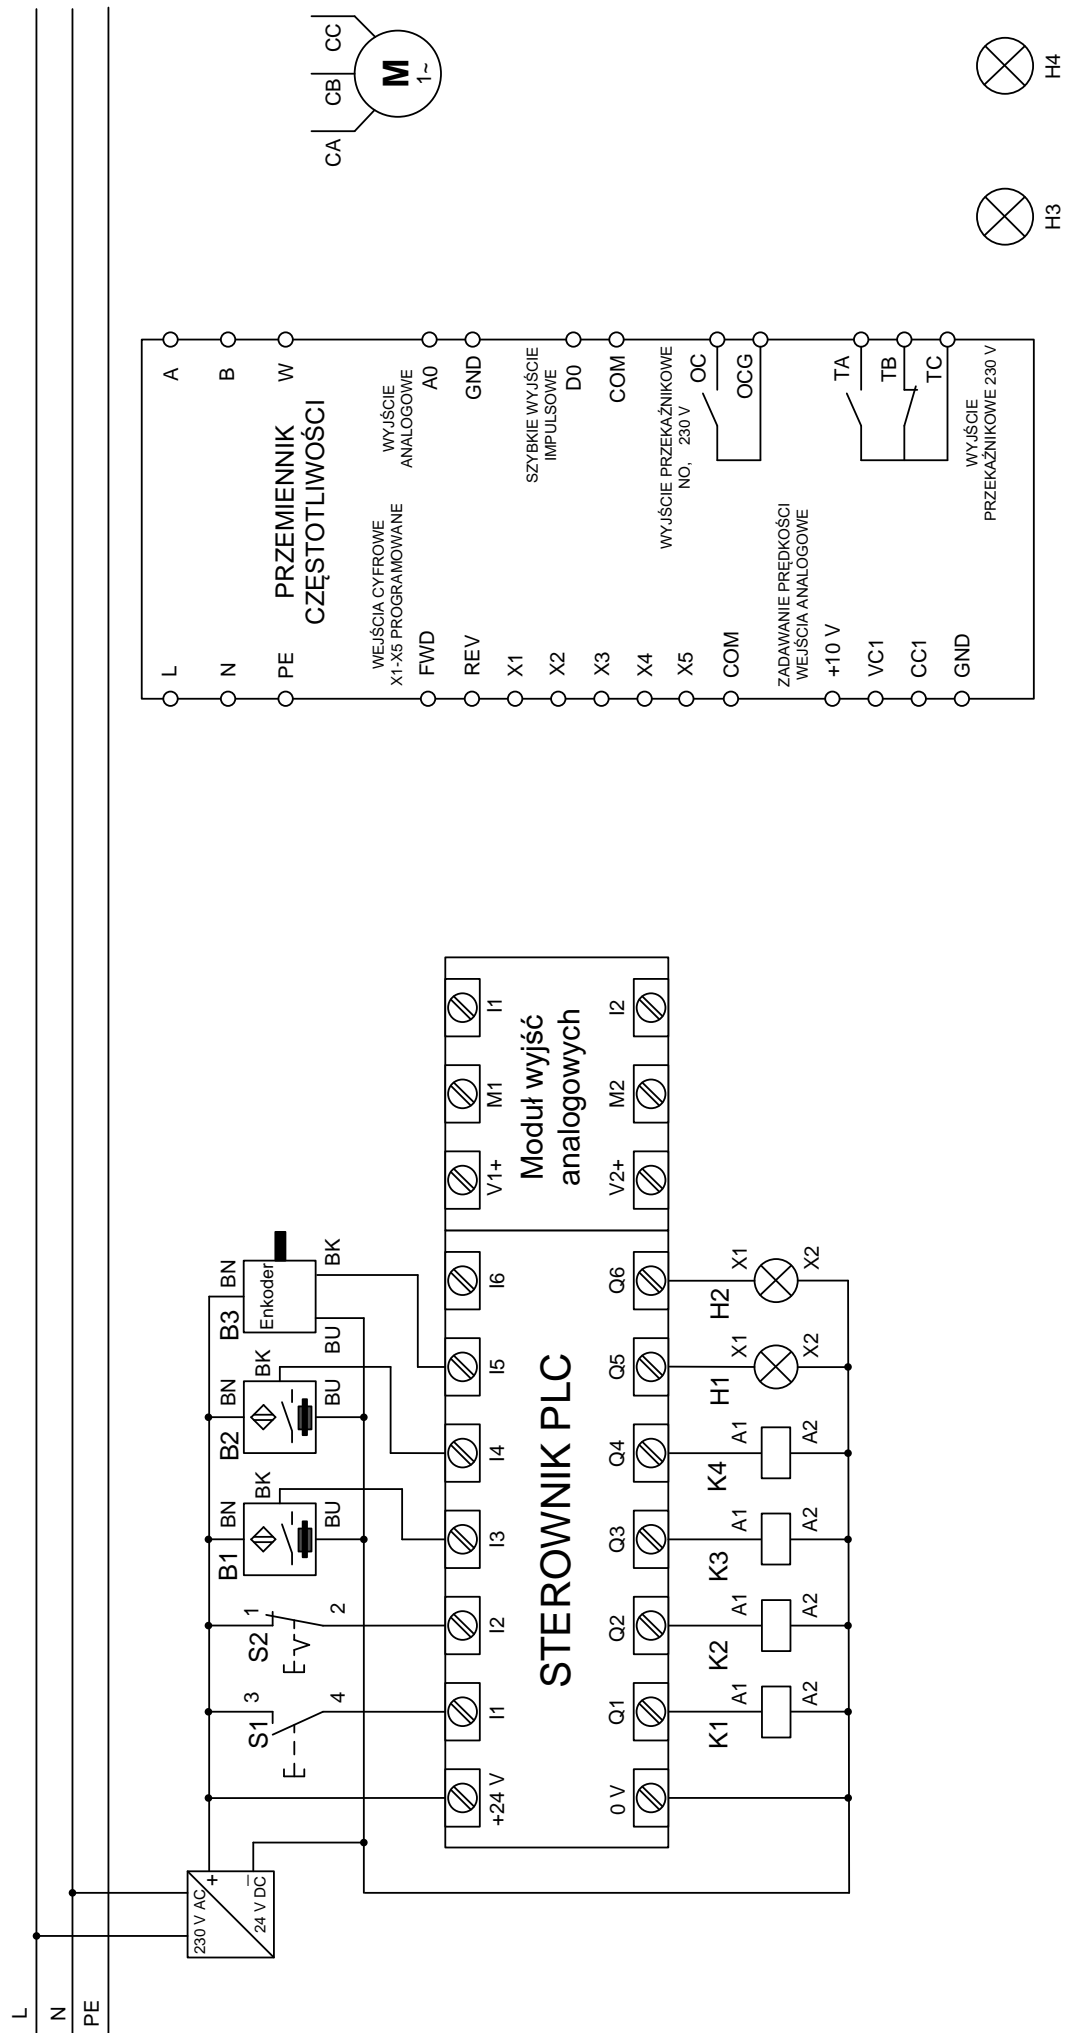 L
N
PE
230 V AC
24 V DC
+
–
S1
3
4
S2
1
2
B1
BN
BK
BU
B2
BN
BK
BU
B3
BN
Enkoder
BU
BK
+24 V
I1
I2
I3
I4
I5
I6
STEROWNIK PLC
0 V
Q1
Q2
Q3
Q4
Q5
Q6
V1+
M1
I1
Moduł wyjść
analogowych
V2+
M2
I2
K1
A1
A2
K2
A1
A2
K3
A1
A2
K4
A1
A2
H1
X1
X2
H2
X1
X2
L
N
PE
PRZEMIENNIK
CZĘSTOTLIWOŚCI
A
B
W
WEJŚCIA CYFROWE
X1-X5 PROGRAMOWANE
FWD
REV
X1
X2
X3
X4
X5
COM
ZADAWANIE PRĘDKOŚCI
WEJŚCIA ANALOGOWE
+10 V
VC1
CC1
GND
WYJŚCIE
ANALOGOWE
A0
GND
SZYBKIE WYJŚCIE
IMPULSOWE
D0
COM
WYJŚCIE PRZEKAŹNIKOWE
NO, 230 V
OC
OCG
TA
TB
TC
WYJŚCIE
PRZEKAŹNIKOWE 230 V
CA
CB
CC
M
1~
H3
H4